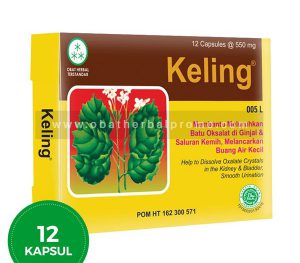 12 Capsules @ 550 mg
OBAT HERBAL
TERSTANDAR
Keling®
005 L
Membantu Meluruhkan
Batu Oksalat di Ginjal &
Saluran Kemih, Melancarkan
Buang Air Kecil
Help to Dissolve Oxalate Crystals
in the Kidney & Bladder,
Smooth Urination
POM HT 162 300 571
Keling®
12
KAPSUL